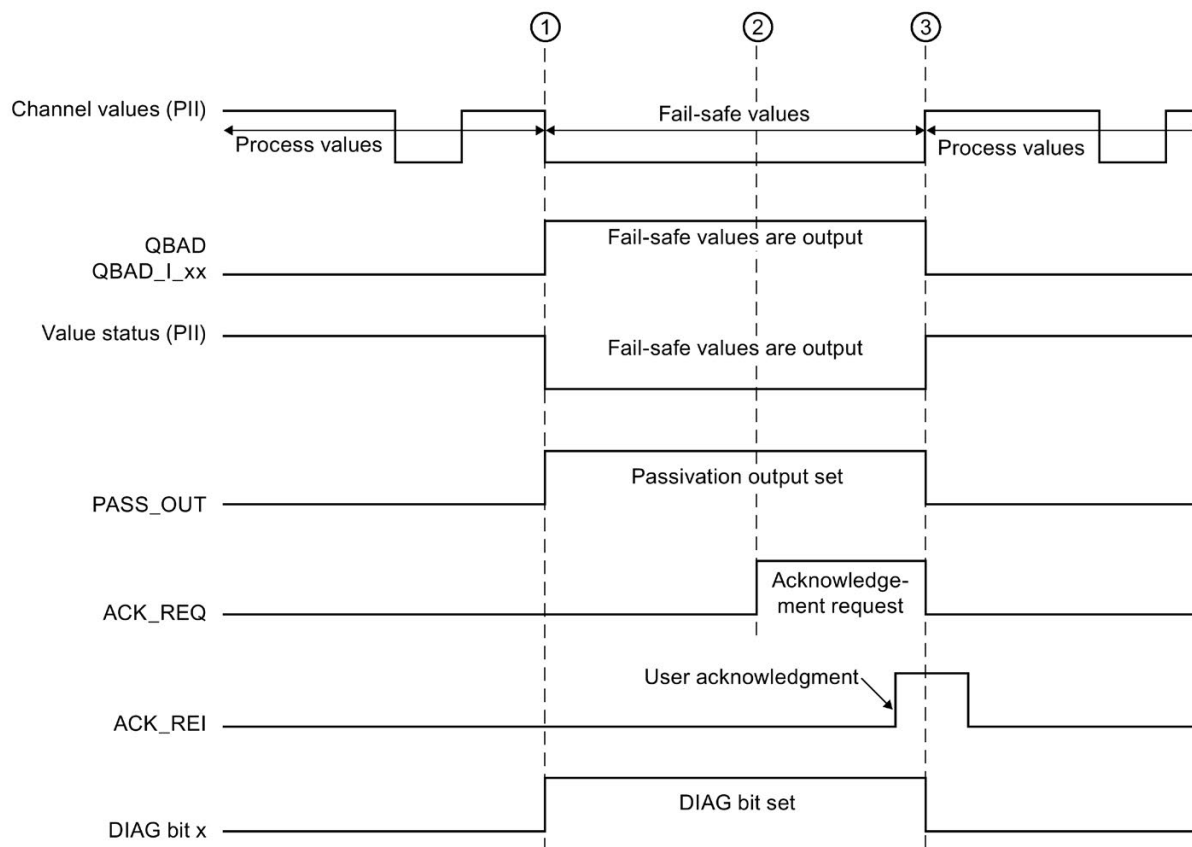 ① ② ③
Channel values (PII)
Fail-safe values
Process values
Process values
QBAD
QBAD_I_xx
Fail-safe values are output
Value status (PII)
Fail-safe values are output
Passivation output set
PASS_OUT
Acknowledge-
ment request
ACK_REQ
User acknowledgment
ACK_REI
DIAG bit set
DIAG bit x